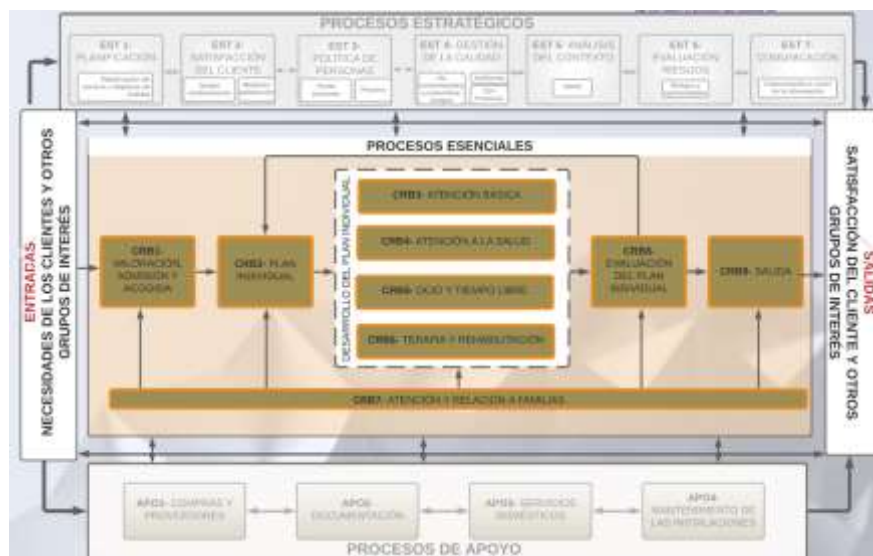 PROCESOS ESTRATÉGICOS
EST 1-
PLANIFICACIÓN
EST 2-
SATISFACCIÓN
DEL CLIENTE
EST 3-
POLÍTICA DE
PERSONAS
EST 4- GESTIÓN
DE LA CALIDAD
EST 5- ANÁLISIS
DEL CONTEXTO
EST 6-
EVALUACIÓN
RIESGOS
EST 7-
COMUNICACIÓN
ENTRADAS
NECESIDADES DE LOS CLIENTES Y OTROS
GRUPOS DE INTERÉS
PROCESOS ESENCIALES
CRB1-
VALORACIÓN,
ADMISIÓN Y
ACOGIDA
CRB2- PLAN
INDIVIDUAL
DESARROLLO DEL PLAN INDIVIDUAL
CRB3- ATENCIÓN BÁSICA
CRB4- ATENCIÓN A LA SALUD
CRB5- OCIO Y TIEMPO LIBRE
CRB6- TERAPIA Y REHABILITACIÓN
CRB8-
EVALUACIÓN
DEL PLAN
INDIVIDUAL
CRB9- SALIDA
CRB7- ATENCIÓN Y RELACIÓN A FAMILIAS
SALIDAS
SATISFACCIÓN DEL CLIENTE Y OTROS
GRUPOS DE INTERÉS
APO1- COMPRAS Y
PROVEEDORES
APO2-
DOCUMENTACIÓN
APO3- SERVICIOS
DOMÉSTICOS
APO4-
MANTENIMIENTO DE
LAS INSTALACIONES
PROCESOS DE APOYO